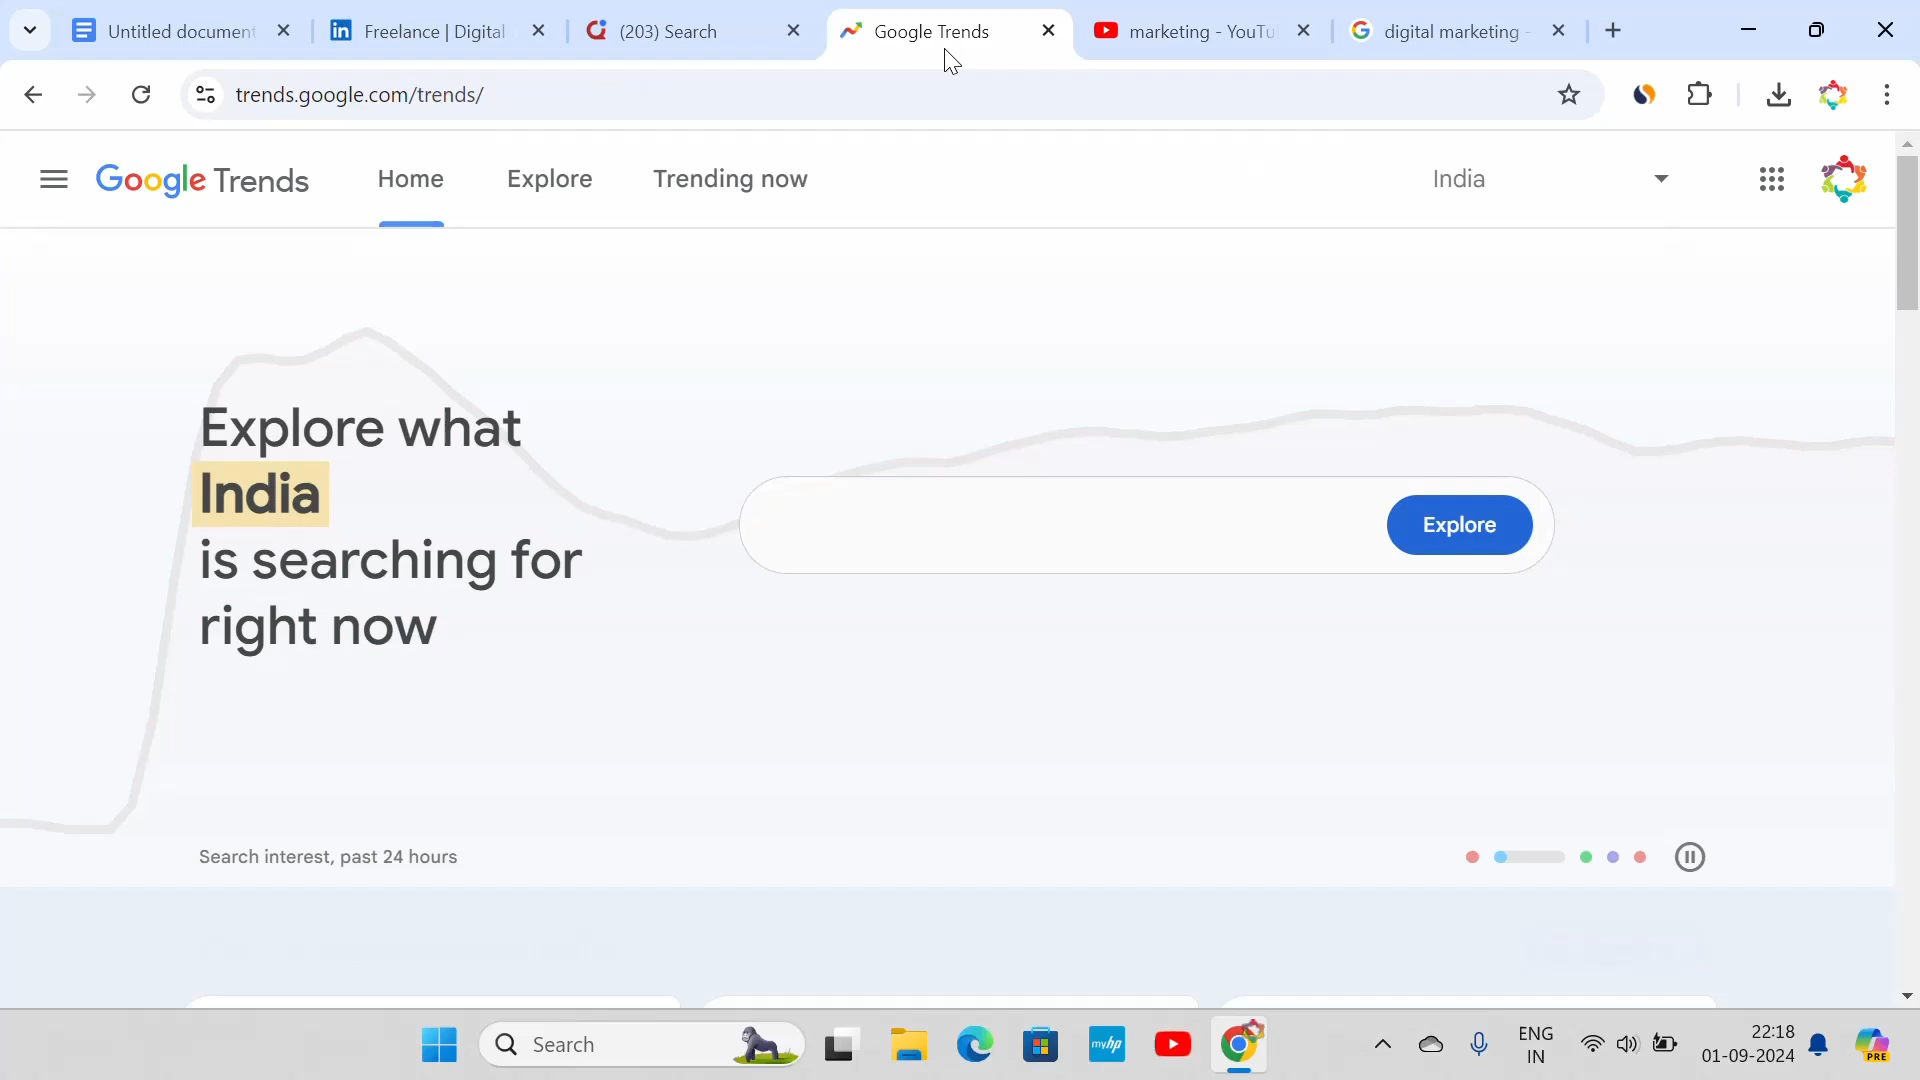 Untitled document
Freelance | Digital
(203) Search
Google Trends
marketing - YouTu
digital marketing -
trends.google.com/trends/
Google Trends
Home
Explore
Trending now
India
Explore what
India
is searching for
right now
Explore
Search interest, past 24 hours
Search
myhp
ENG
IN
22:18
01-09-2024
PRE